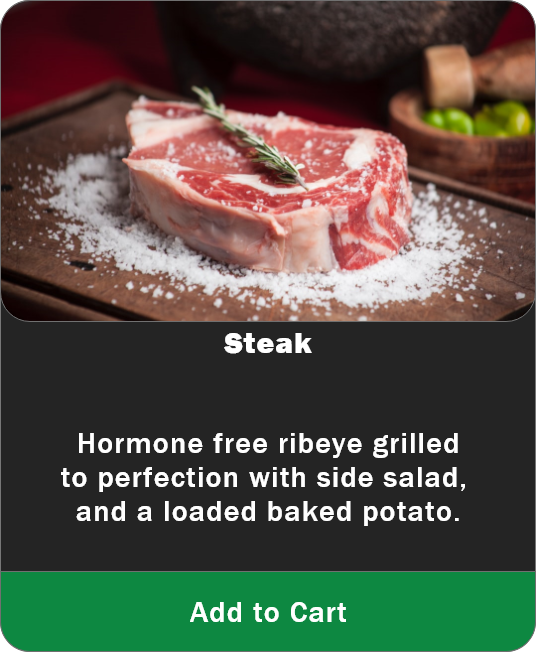 Steak
Hormone free ribeye grilled
to perfection with side salad,
and a loaded baked potato.
Add to Cart